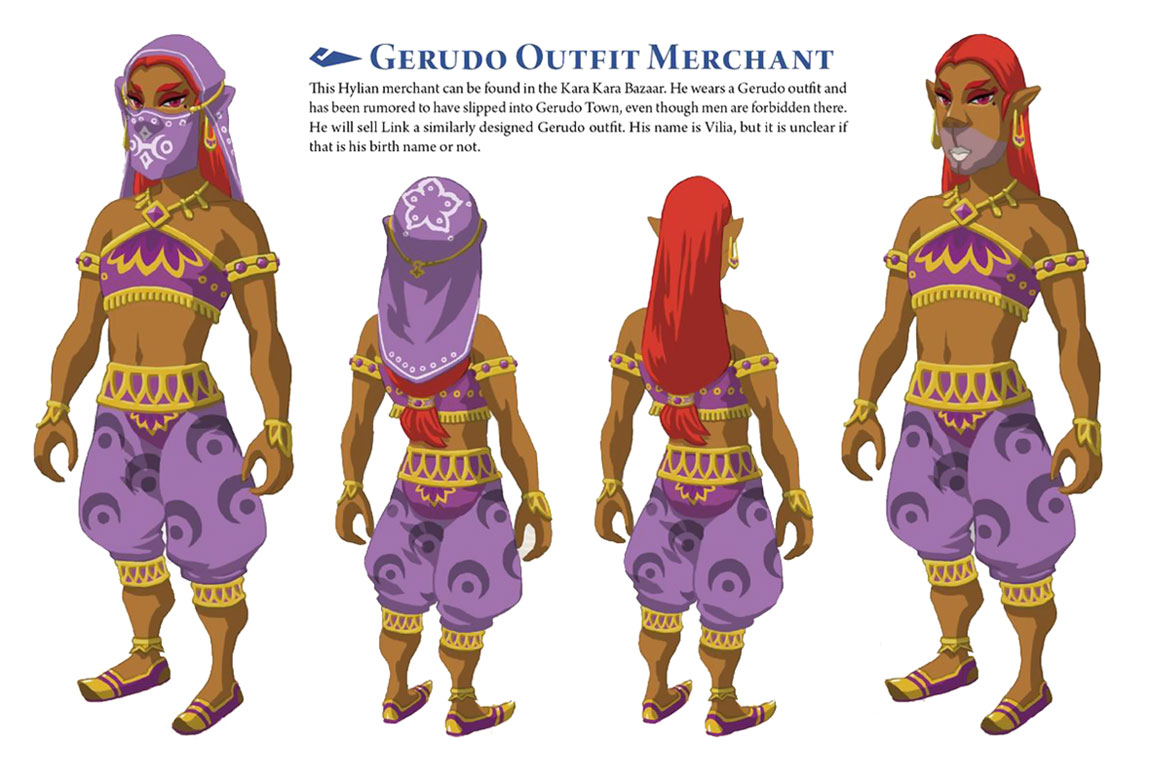 GERUDO OUTFIT MERCHANT
This Hylian merchant can be found in the Kara Kara Bazaar. He wears a Gerudo outfit and
has been rumored to have slipped into Gerudo Town, even though men are forbidden there.
He will sell Link a similarly designed Gerudo outfit. His name is Vilia, but it is unclear if
that is his birth name or not.